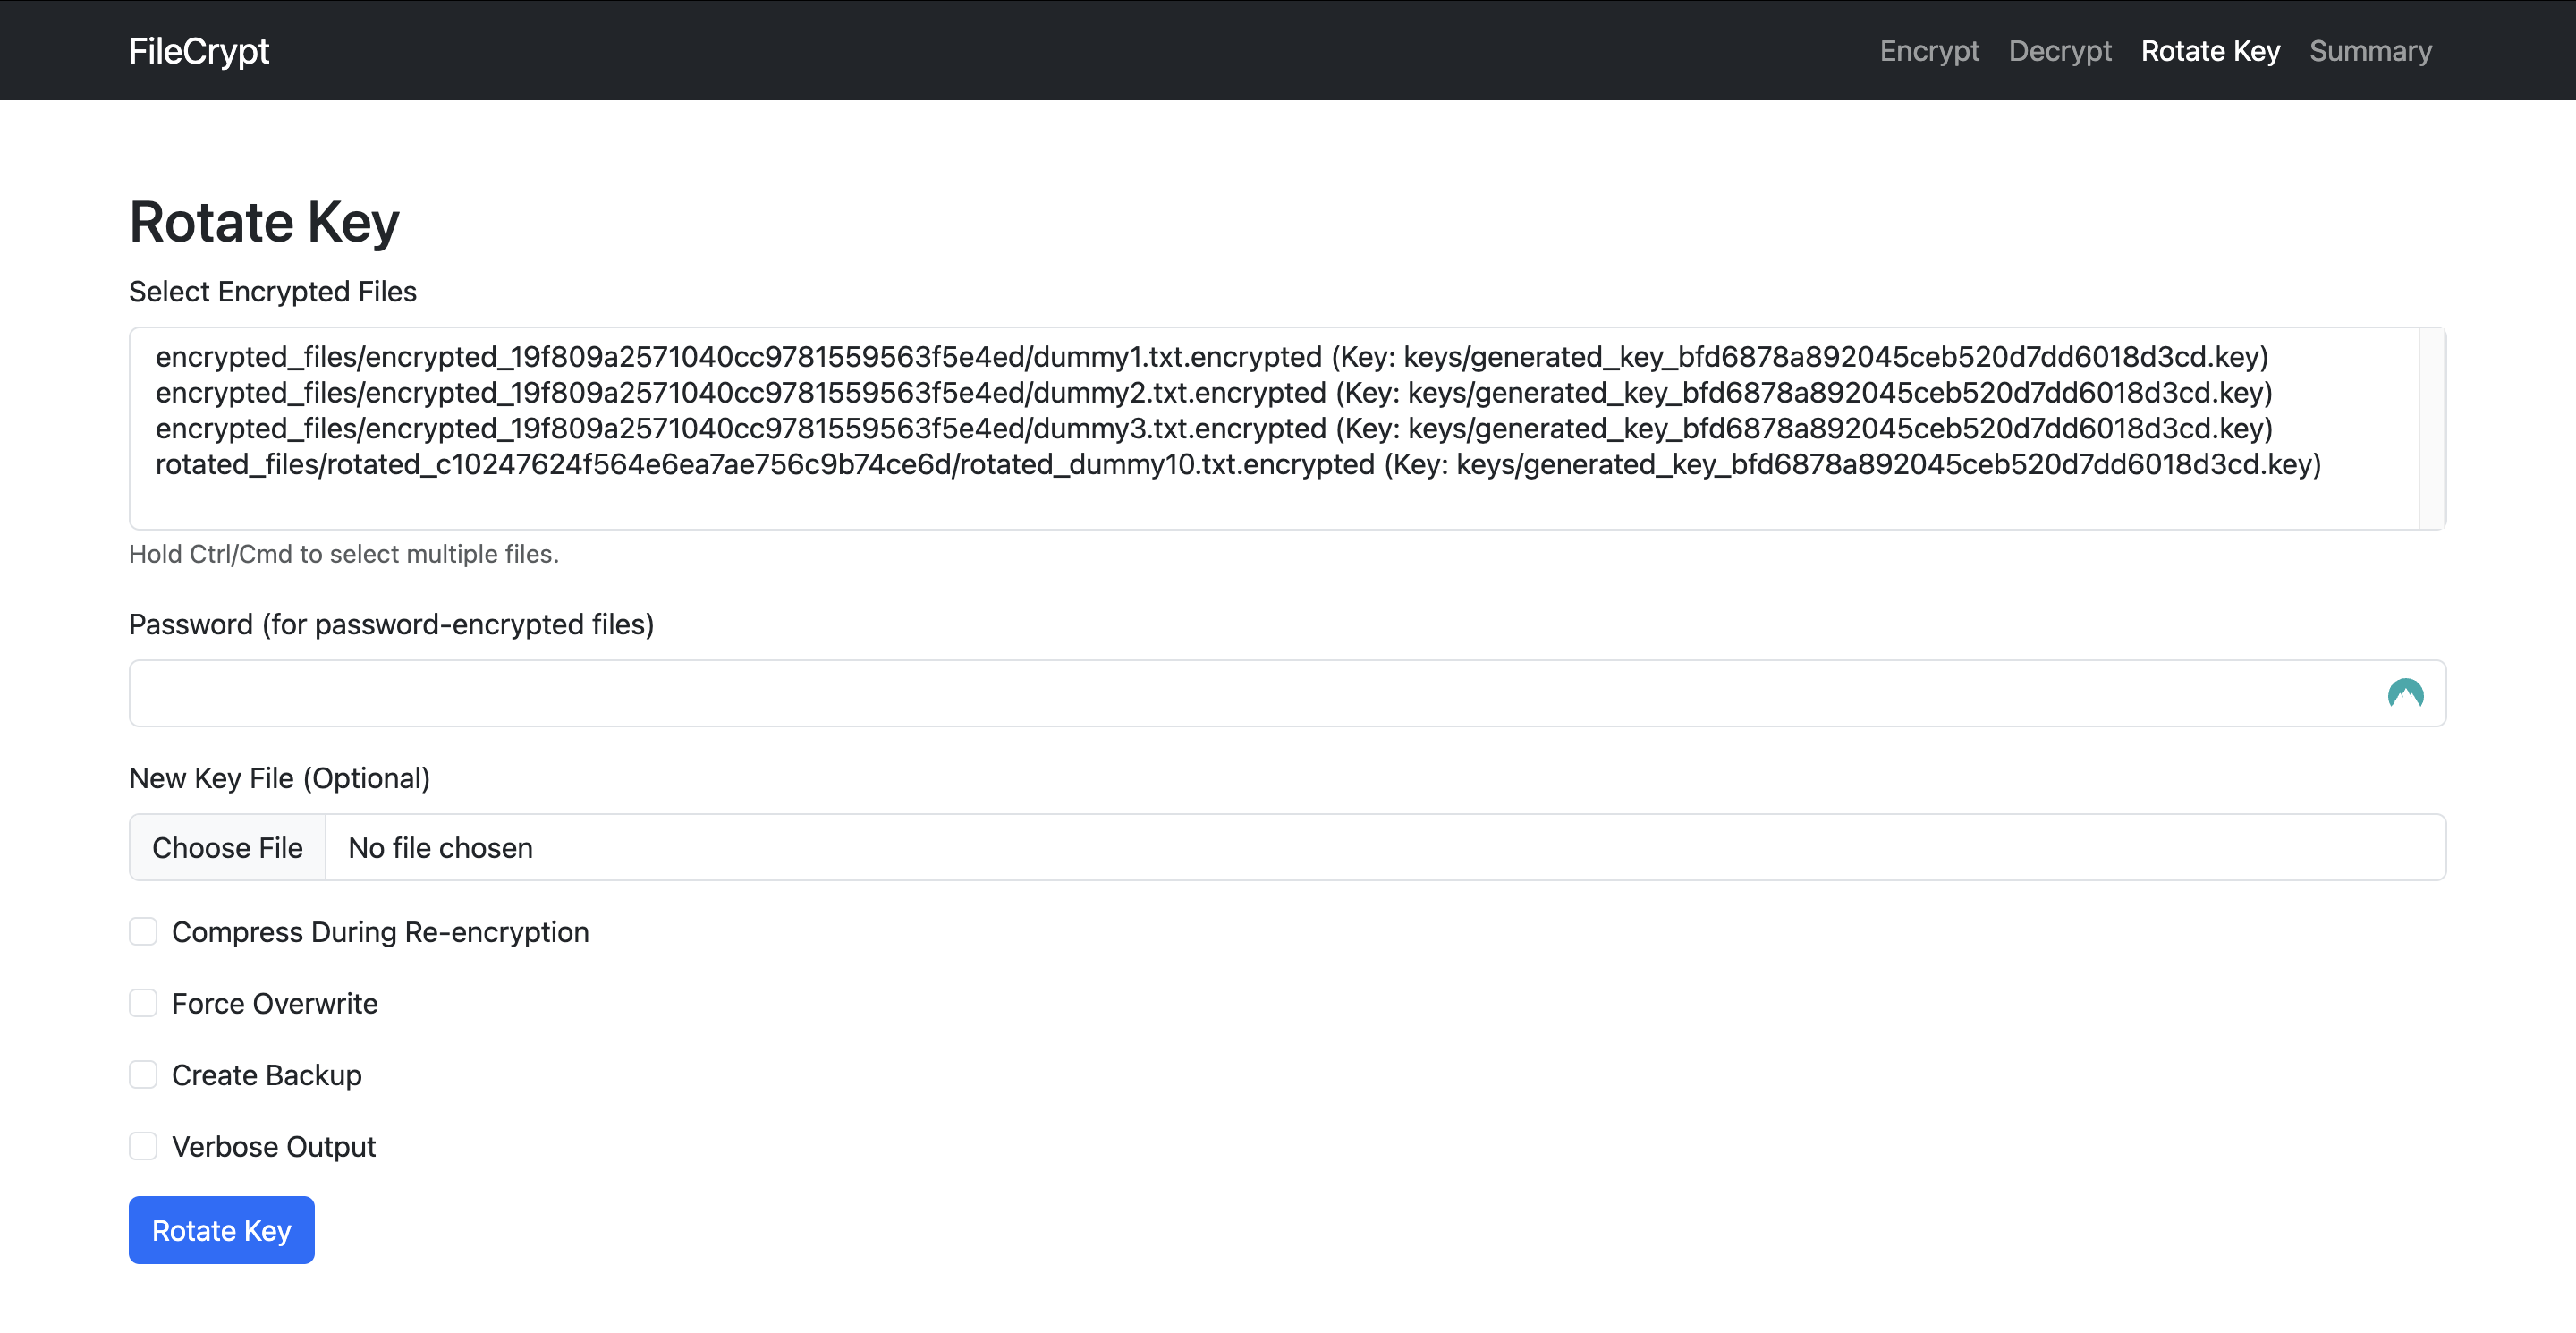 FileCrypt
Encrypt Decrypt Rotate Key Summary
Rotate Key
Select Encrypted Files
encrypted_files/encrypted_19f809a2571040cc9781559563f5e4ed/dummy1.txt.encrypted (Key: keys/generated_key_bfd6878a892045ceb520d7dd6018d3cd.key)
encrypted_files/encrypted_19f809a2571040cc9781559563f5e4ed/dummy2.txt.encrypted (Key: keys/generated_key_bfd6878a892045ceb520d7dd6018d3cd.key)
encrypted_files/encrypted_19f809a2571040cc9781559563f5e4ed/dummy3.txt.encrypted (Key: keys/generated_key_bfd6878a892045ceb520d7dd6018d3cd.key)
rotated_files/rotated_c10247624f564e6ea7ae756c9b74ce6d/rotated_dummy10.txt.encrypted (Key: keys/generated_key_bfd6878a892045ceb520d7dd6018d3cd.key)
Hold Ctrl/Cmd to select multiple files.
Password (for password-encrypted files)
New Key File (Optional)
Choose File No file chosen
Compress During Re-encryption
Force Overwrite
Create Backup
Verbose Output
Rotate Key